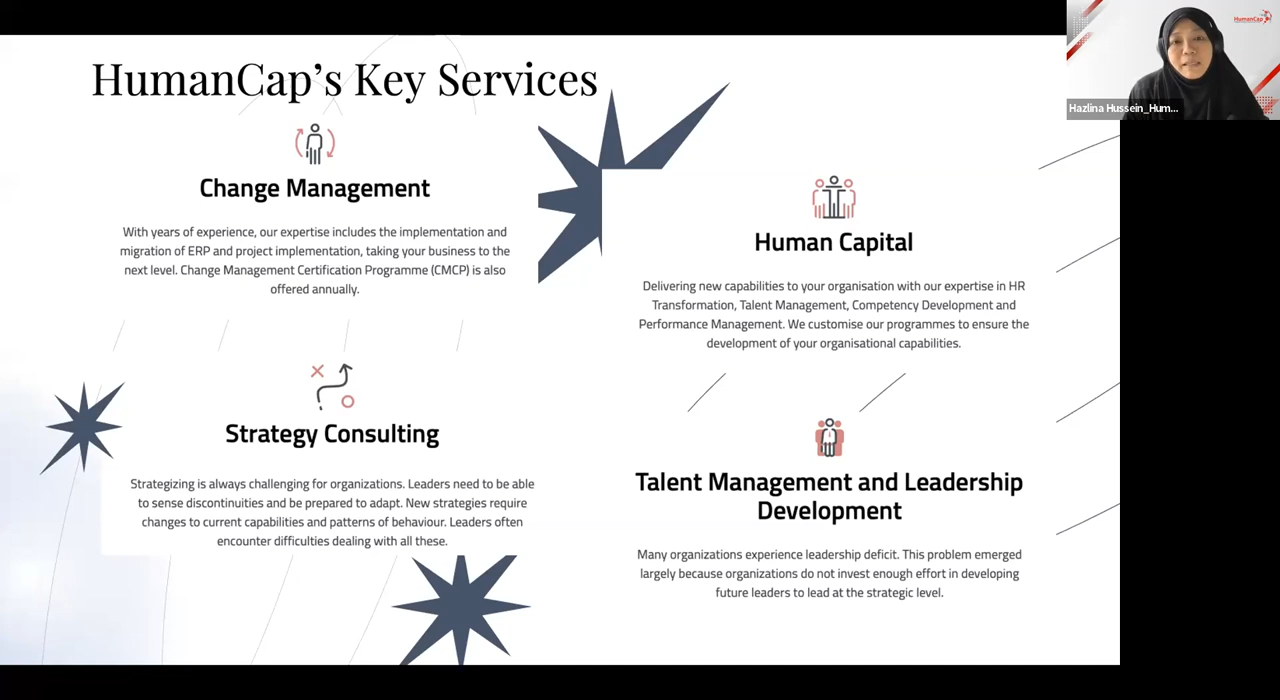 HumanCap’s Key Services
Change Management
With years of experience, our expertise includes the implementation and
migration of ERP and project implementation, taking your business to the
next level. Change Management Certification Programme (CMCP) is also
offered annually.
Strategy Consulting
Strategizing is always challenging for organizations. Leaders need to be able
to sense discontinuities and be prepared to adapt. New strategies require
changes to current capabilities and patterns of behaviour. Leaders often
encounter difficulties dealing with all these.
Human Capital
Delivering new capabilities to your organisation with our expertise in HR
Transformation, Talent Management, Competency Development and
Performance Management. We customise our programmes to ensure the
development of your organisational capabilities.
Talent Management and Leadership
Development
Many organizations experience leadership deficit. This problem emerged
largely because organizations do not invest enough effort in developing
future leaders to lead at the strategic level.
HumanCap
Hazlina Hussein_Hum...